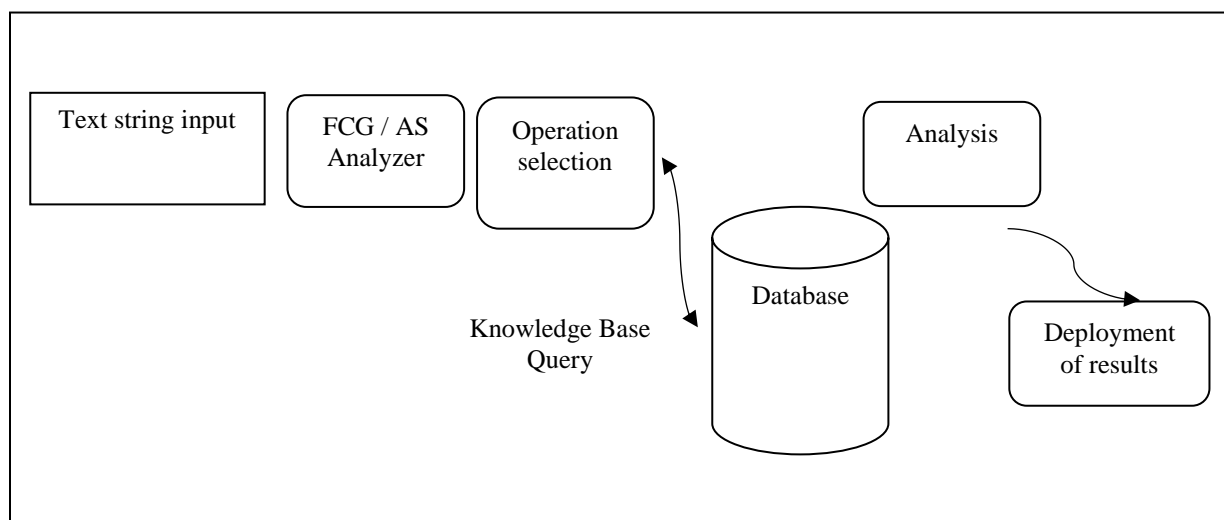 Text string input
FCG / AS
Analyzer
Operation
selection
Analysis
Database
Knowledge Base
Query
Deployment
of results